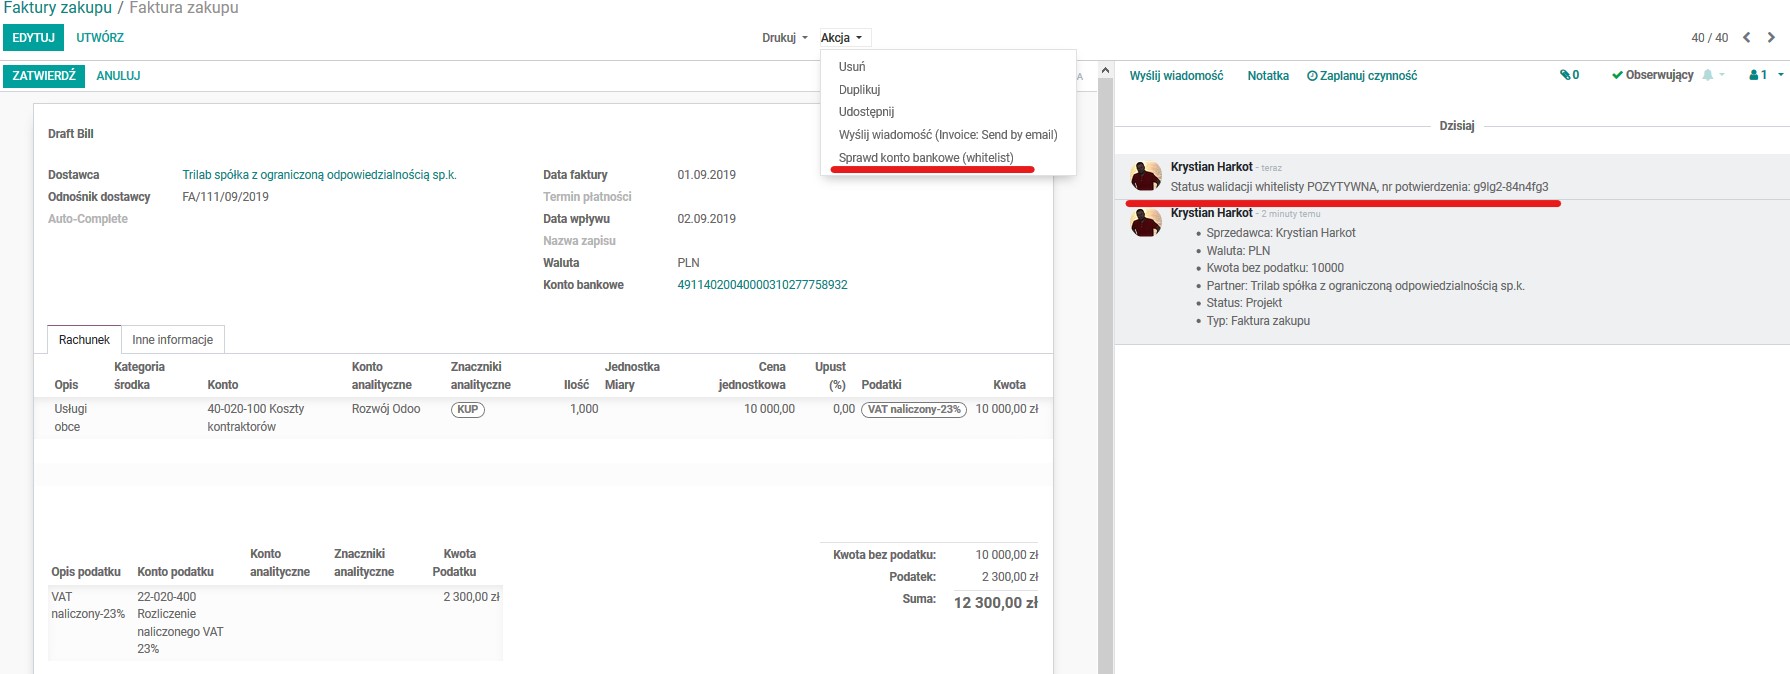 Faktury zakupu / Faktura zakupu
EDYTUJ UTWÓRZ
Drukuj Akcja
40 / 40
Usuń
Duplikuj
Udostępnij
Wyślij wiadomość (Invoice: Send by email)
Sprawd konto bankowe (whitelist)
ZATWIERDŹ ANULUJ
A
Draft Bill
Dostawca Trilab spółka z ograniczoną odpowiedzialnością sp.k.
Odnośnik dostawcy FA/111/09/2019
Auto-Complete
Data faktury 01.09.2019
Termin płatności
Data wpływu 02.09.2019
Nazwa zapisu
Waluta PLN
Konto bankowe 49114020040000310277758932
Rachunek Inne informacje
Opis
Kategoria
środka
Konto
Konto
analityczne
Znaczniki
analityczne
Ilość
Jednostka
Miary
Cena
jednostkowa
Upust
(%)
Podatki
Kwota
Usługi
obce
40-020-100 Koszty
kontraktorów
Rozwój Odoo
KUP
1,000
10 000,00
0,00
VAT naliczony-23%
10 000,00 zł
Opis podatku
Konto podatku
Konto
analityczne
Znaczniki
analityczne
Kwota
Podatku
VAT
naliczony-23%
22-020-400
Rozliczenie
naliczonego VAT
23%
2 300,00 zł
Kwota bez podatku: 10 000,00 zł
Podatek: 2 300,00 zł
Suma: 12 300,00 zł
Wyślij wiadomość Notatka Zaplanuj czynność
0 Obserwujący 1
Dzisiaj
Krystian Harkot - teraz
Status walidacji whitelisty POZYTYWNA, nr potwierdzenia: g9lg2-84n4fg3
Krystian Harkot - 2 minuty temu
• Sprzedawca: Krystian Harkot
• Waluta: PLN
• Kwota bez podatku: 10000
• Partner: Trilab spółka z ograniczoną odpowiedzialnością sp.k.
• Status: Projekt
• Typ: Faktura zakupu